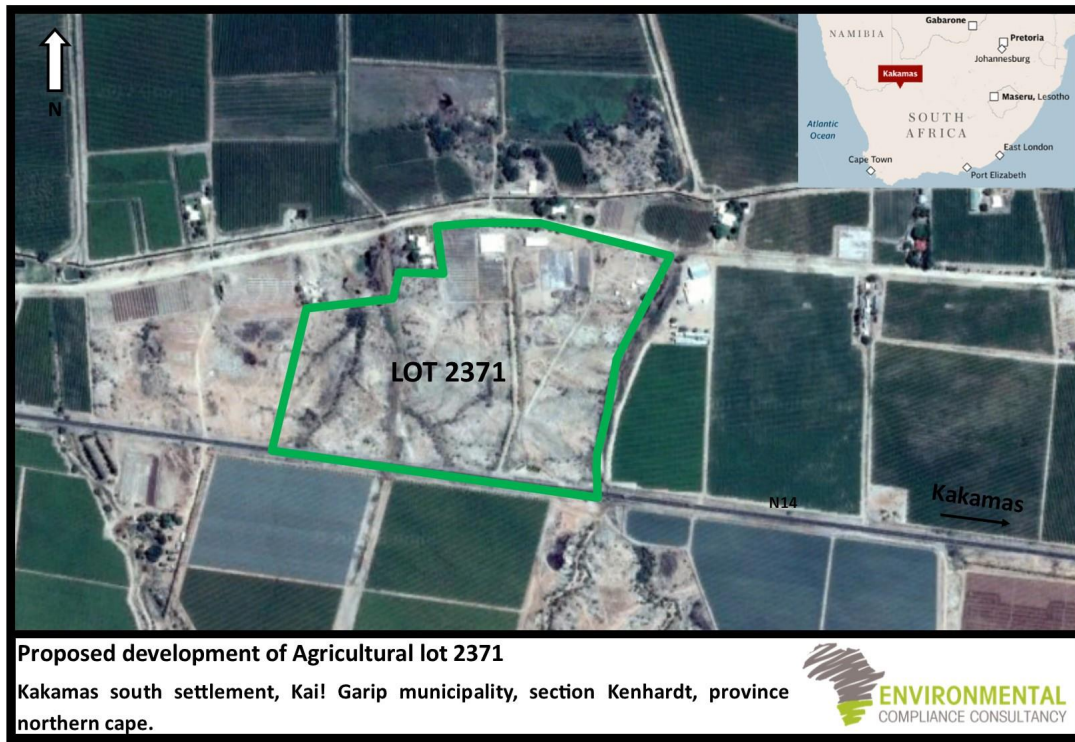 N
NAMIBIA
Gabarone
Pretoria
Johannesburg
Kakamas
Maseru, Lesotho
SOUTH
AFRICA
Atlantic
Ocean
East London
Cape Town
Port Elizabeth
LOT 2371
N14
Kakamas
Proposed development of Agricultural lot 2371
Kakamas south settlement, Kai! Garip municipality, section Kenhardt, province
northern cape.
ENVIRONMENTAL
COMPLIANCE CONSULTANCY